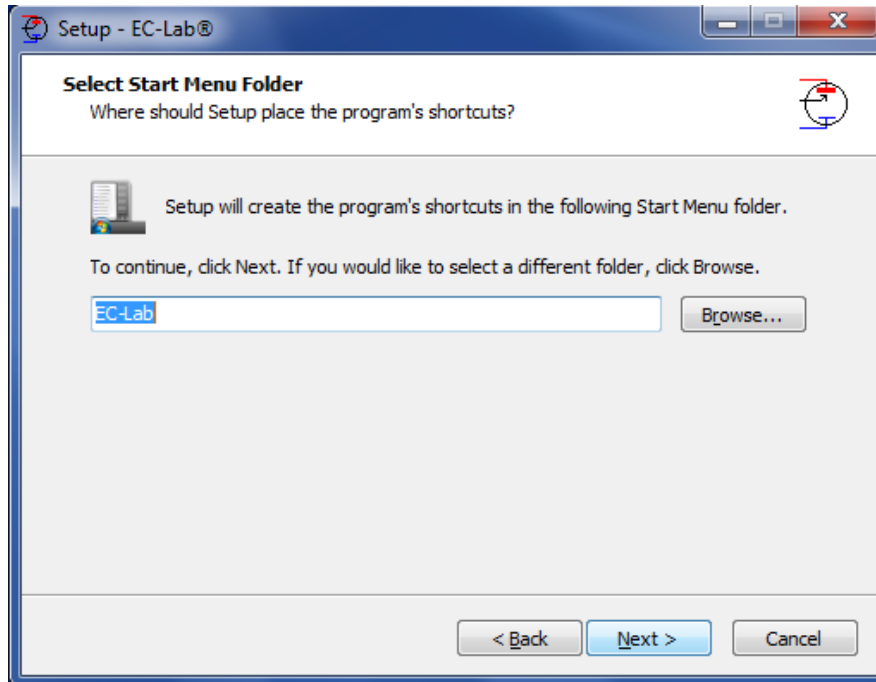 Setup - EC-Lab®
Select Start Menu Folder
Where should Setup place the program's shortcuts?
Setup will create the program's shortcuts in the following Start Menu folder.
To continue, click Next. If you would like to select a different folder, click Browse.
EC-Lab
Browse...
< Back
Next >
Cancel